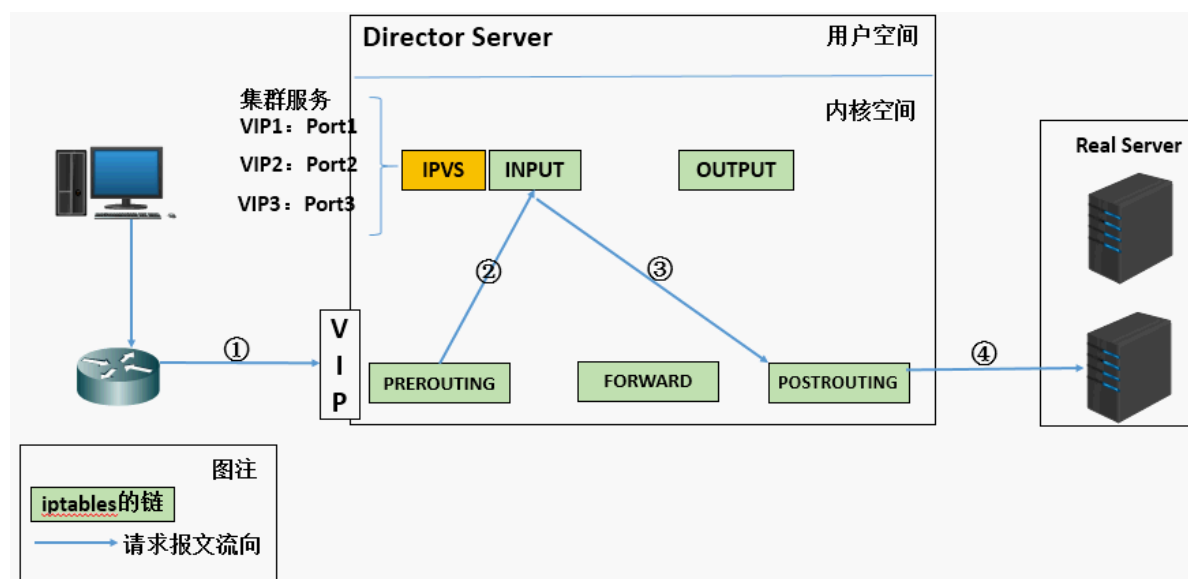 Director Server
用户空间
内核空间
集群服务
VIP1：Port1
VIP2：Port2
VIP3：Port3
IPVS
INPUT
OUTPUT
Real Server
②
③
①
VIP
PREROUTING
FORWARD
POSTROUTING
④
图注
iptables的链
请求报文流向